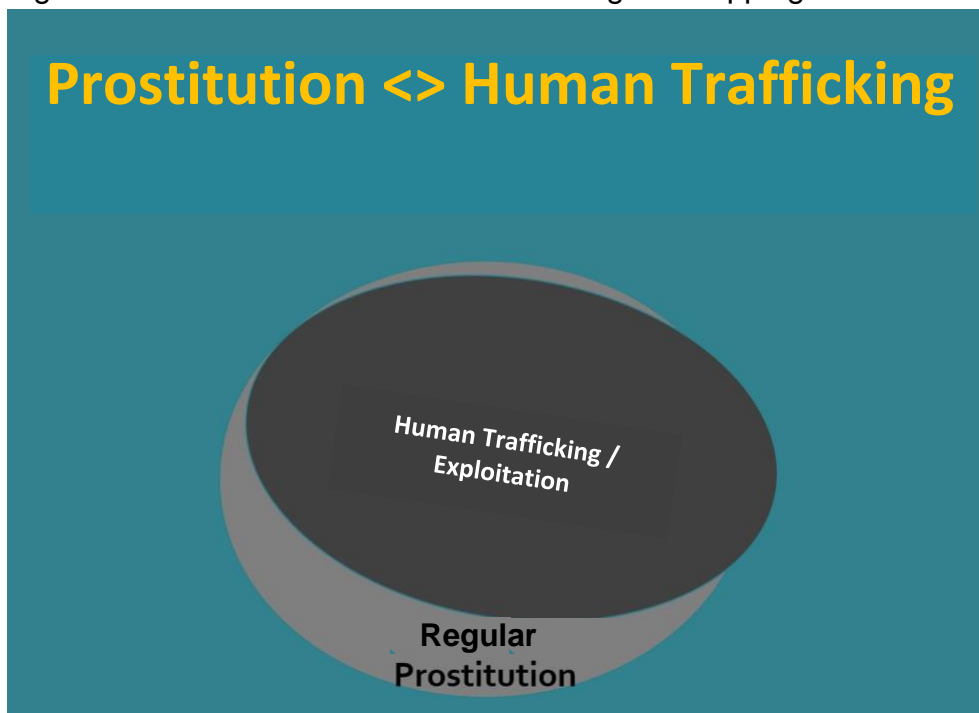 Prostitution <> Human Trafficking
Human Trafficking /
Exploitation
Regular
Prostitution